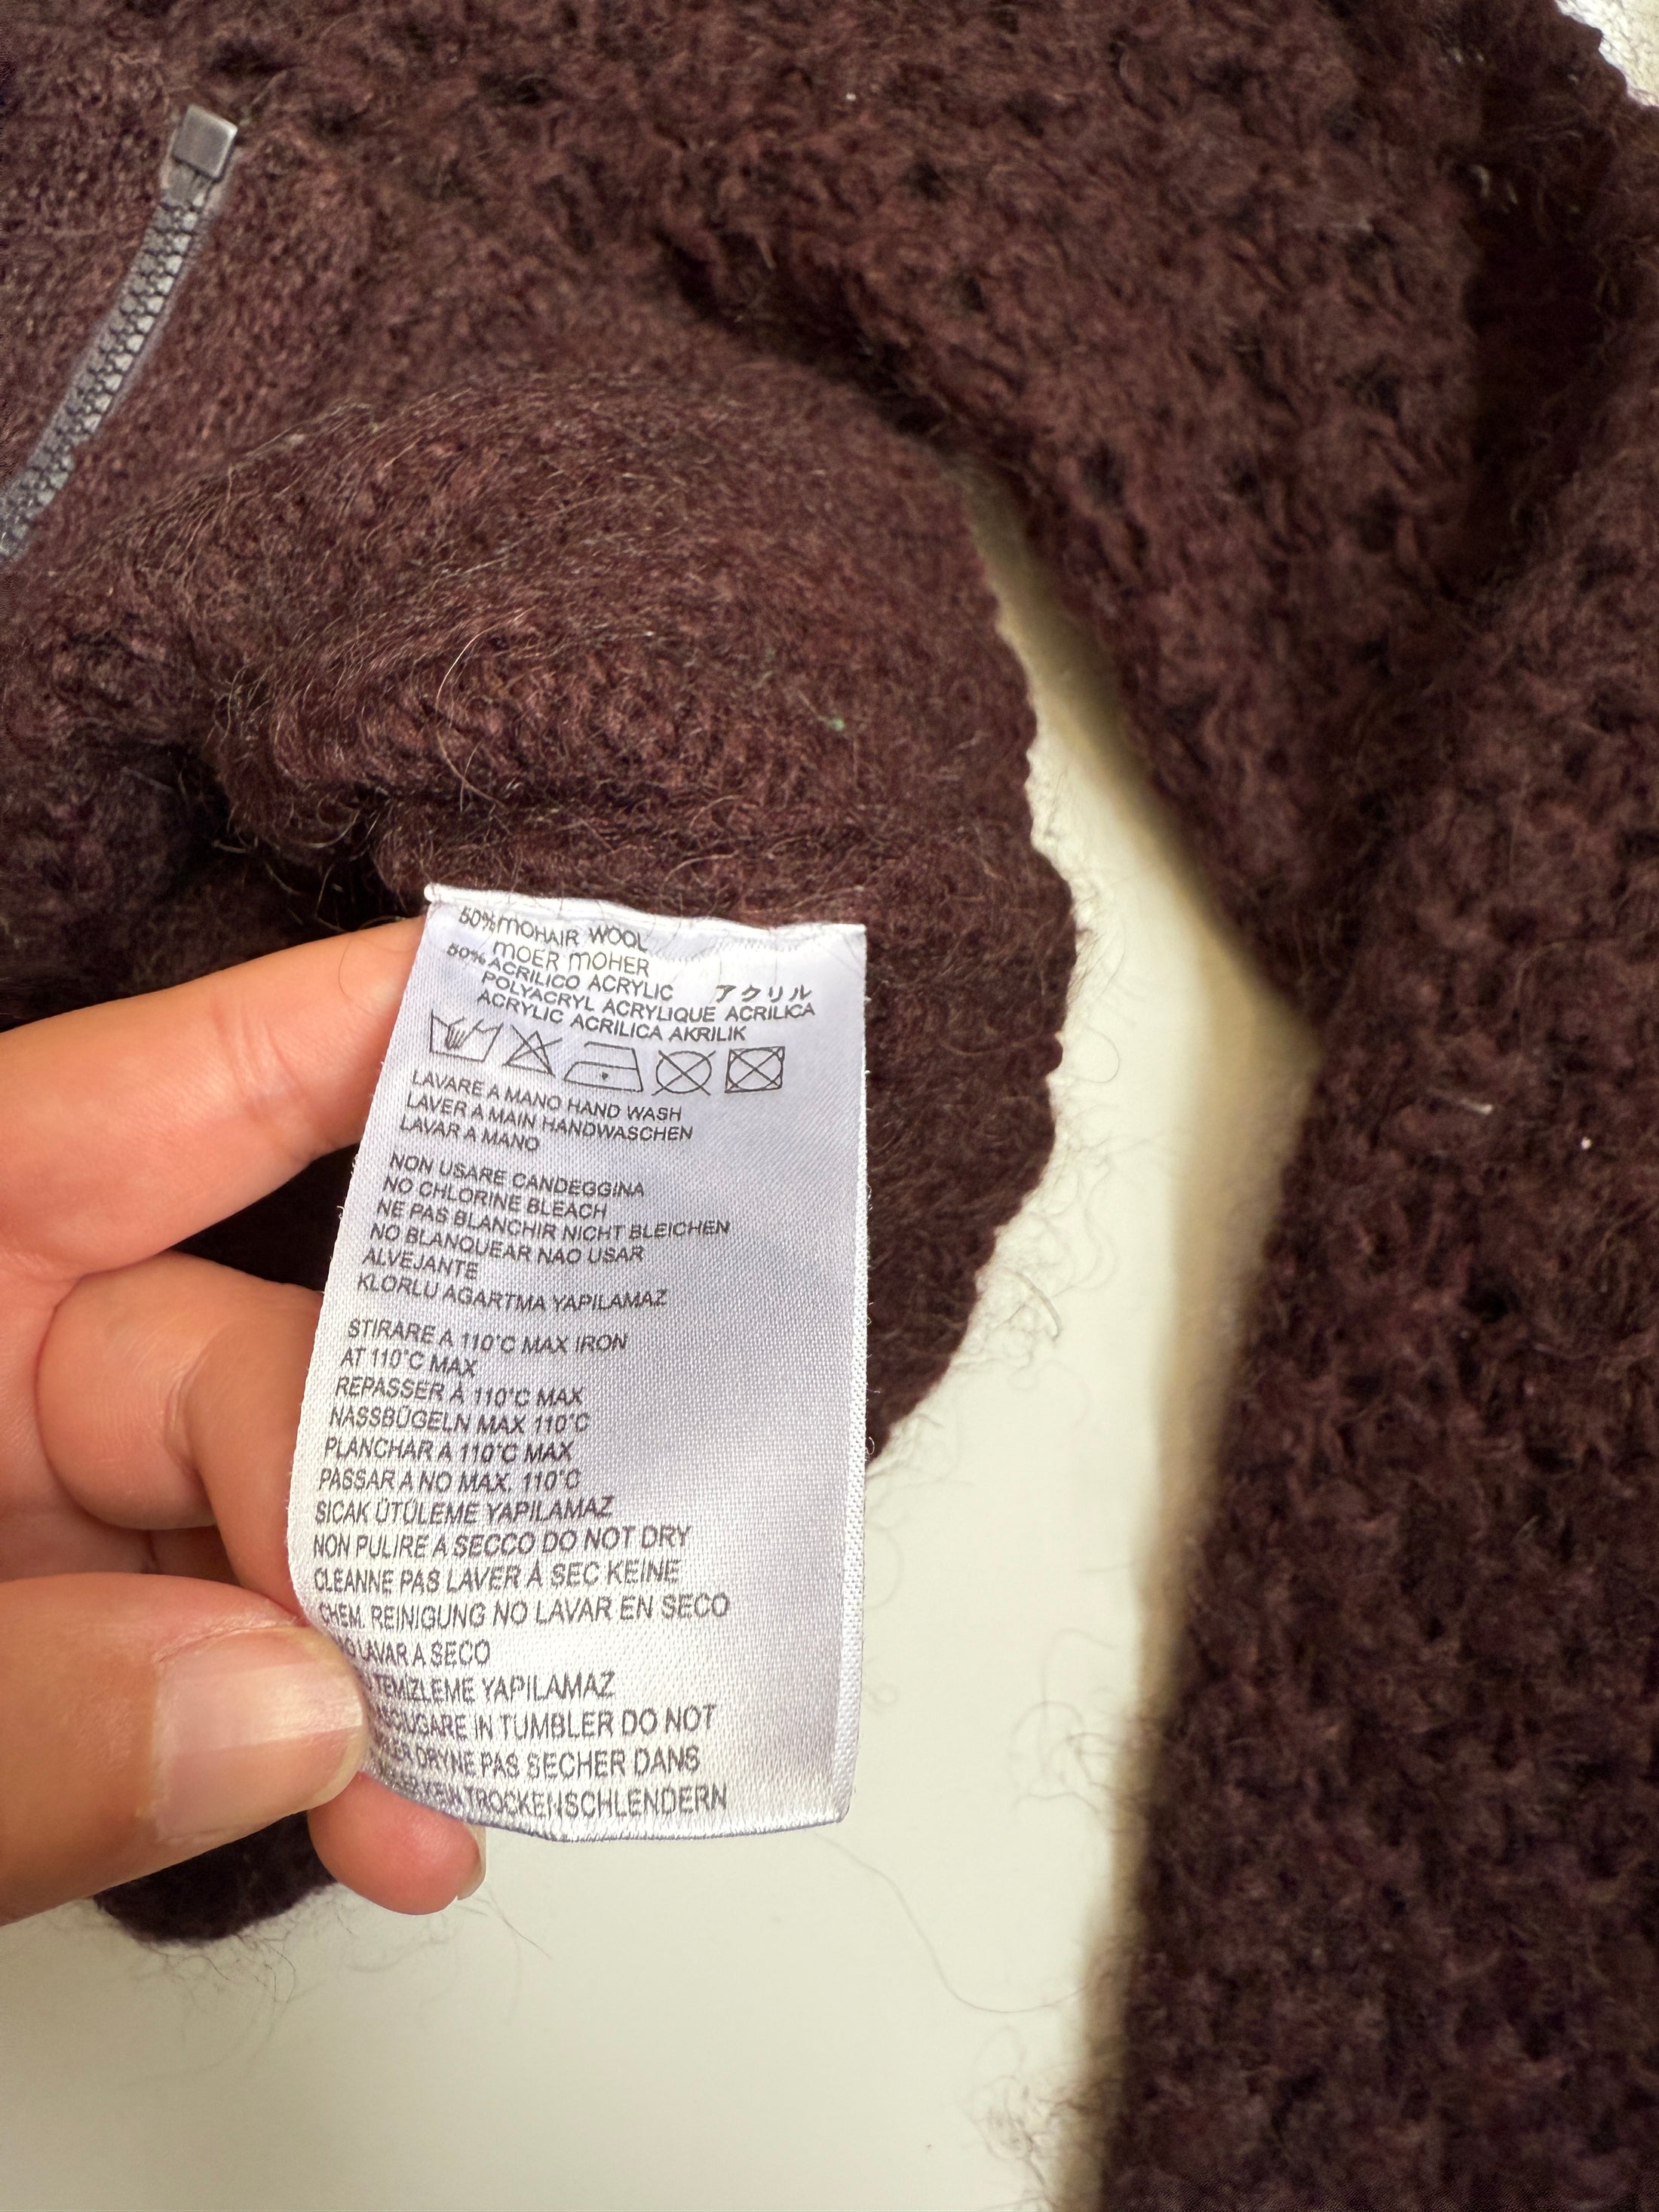 50%MOHAIR WOOL
MOER MOHER
50% ACRILICO ACRYLIC アクリル
POLYACRYL ACRYLIQUE ACRILICA
ACRYLIC ACRILICA AKRILIK
LAVARE A MANO HAND WASH
LAVER A MAIN HANDWASCHEN
LAVAR A MANO
NON USARE CANDEGGINA
NO CHLORINE BLEACH
NE PAS BLANCHIR NICHT BLEICHEN
NO BLANQUEAR NAO USAR
ALVEJANTE
KLORLU AGARTMA YAPILAMAZ
STIRARE A 110°C MAX IRON
AT 110°C MAX
REPASSER À 110°C MAX
NASSBÜGELN MAX 110°C
PLANCHAR A 110°C MAX
PASSAR A NO MAX. 110°C
SICAK ÜTÜLEME YAPILAMAZ
NON PULIRE A SECCO DO NOT DRY
CLEANNE PAS LAVER À SEC KEINE
CHEM. REINIGUNG NO LAVAR EN SECO
LAVAR A SECO
TEMIZLEME YAPILAMAZ
IN TUMBLER DO NOT
DRYNE PAS SECHER DANS
TROCKENSCHLENDERN